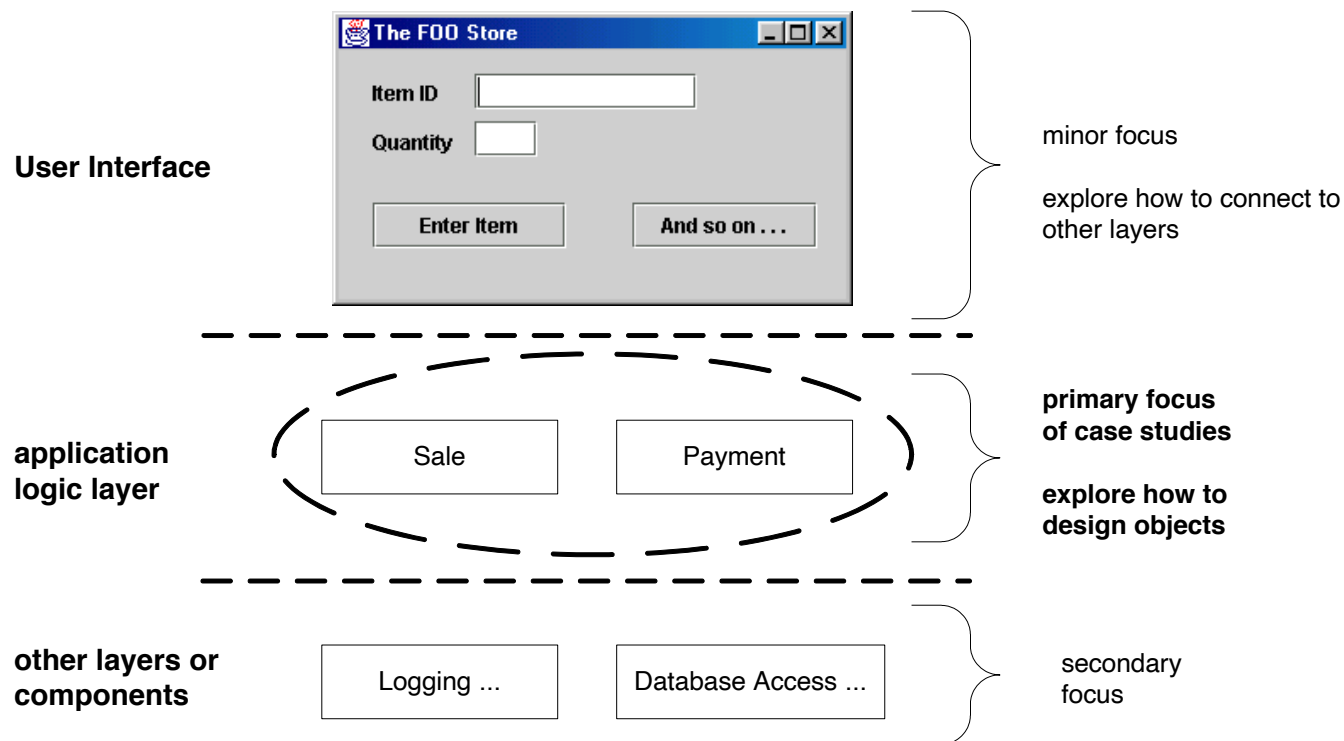 The FOO Store
Item ID
Quantity
Enter Item
And so on . . .
User Interface
minor focus
explore how to connect to
other layers
application
logic layer
Sale
Payment
primary focus
of case studies
explore how to
design objects
other layers or
components
Logging ...
Database Access ...
secondary
focus